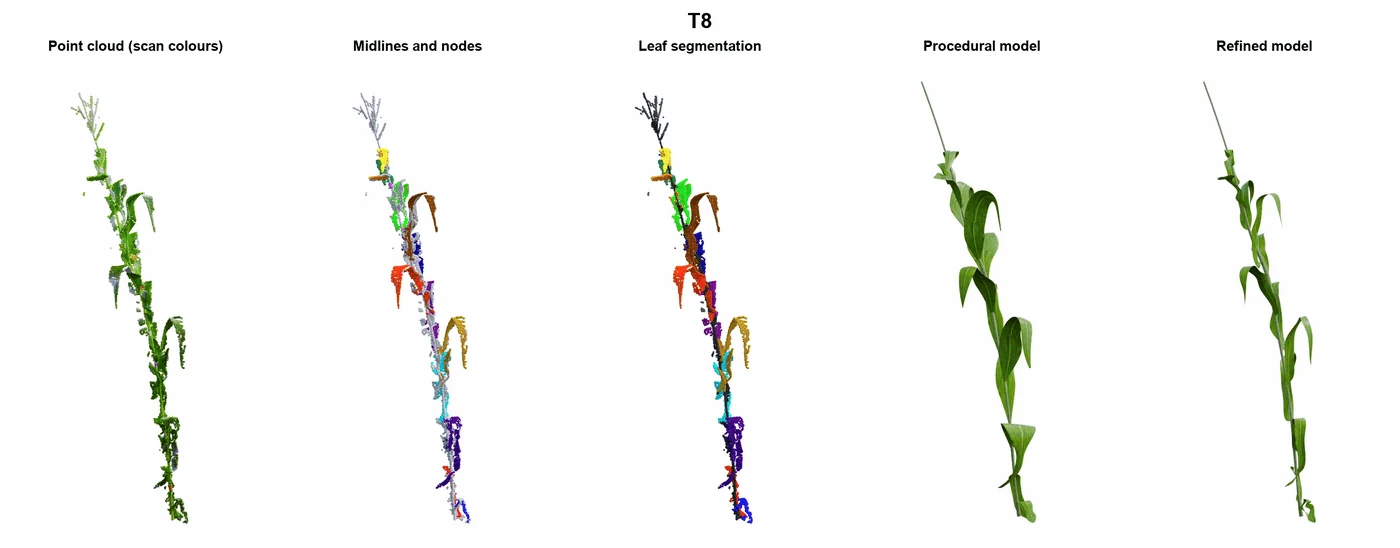 T8
Point cloud (scan colours)
Midlines and nodes
Leaf segmentation
Procedural model
Refined model